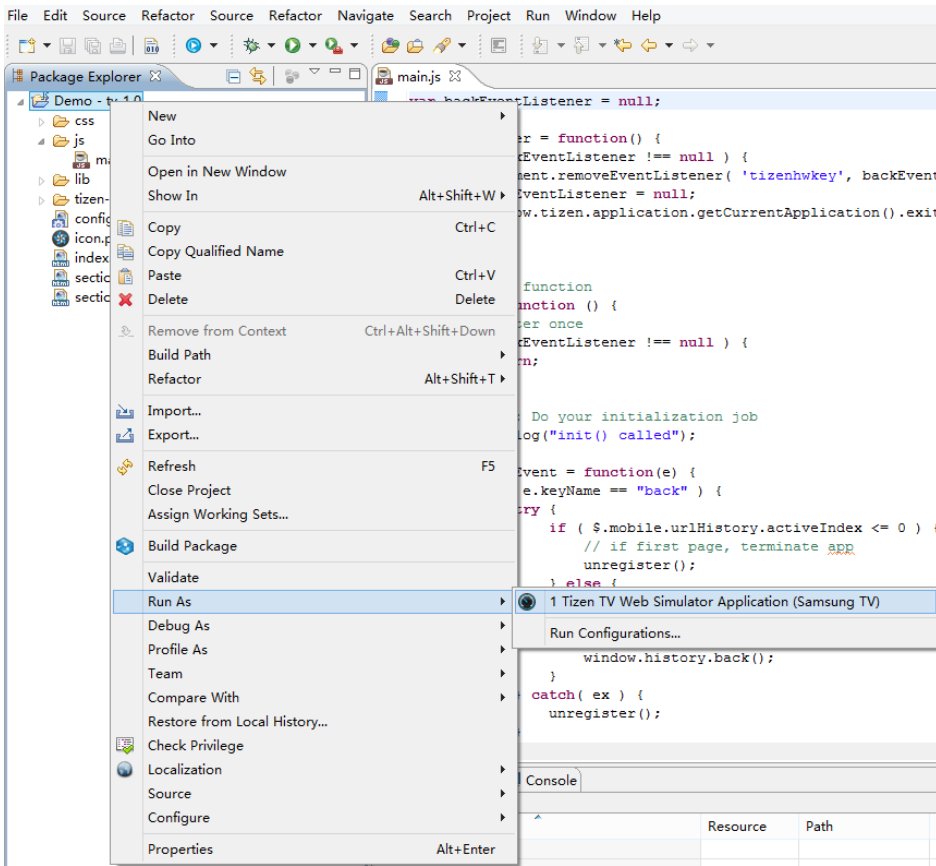 File Edit Source Refactor Source Refactor Navigate Search Project Run Window Help
Package Explorer
main.js
Demo - tv 1.0
css
js
lib
tizen-
config
icon.p
index
sectio
sectio
New
Go Into
Open in New Window
Show In Alt+Shift+W
Copy Ctrl+C
Copy Qualified Name
Paste Ctrl+V
Delete Delete
Remove from Context Ctrl+Alt+Shift+Down
Build Path
Refactor Alt+Shift+T
Import...
Export...
Refresh F5
Close Project
Assign Working Sets...
Build Package
Validate
Run As
Debug As
Profile As
Team
Compare With
Restore from Local History...
Check Privilege
Localization
Source
Configure
Properties Alt+Enter
1 Tizen TV Web Simulator Application (Samsung TV)
Run Configurations...
var backEventListener = null;
er = function() {
kEventListener !== null ) {
ment.removeEventListener( 'tizenhwkey', backEvent
EventListener = null;
ow.tizen.application.getCurrentApplication().exit
function
unction () {
ter once
kEventListener !== null ) {
rn;
: Do your initialization job
log("init() called");
Event = function(e) {
e.keyName == "back" ) {
try {
if ( $.mobile.urlHistory.activeIndex <= 0 ) {
// if first page, terminate app
unregister();
} else {
window.history.back();
}
catch( ex ) {
unregister();
Console
Resource Path